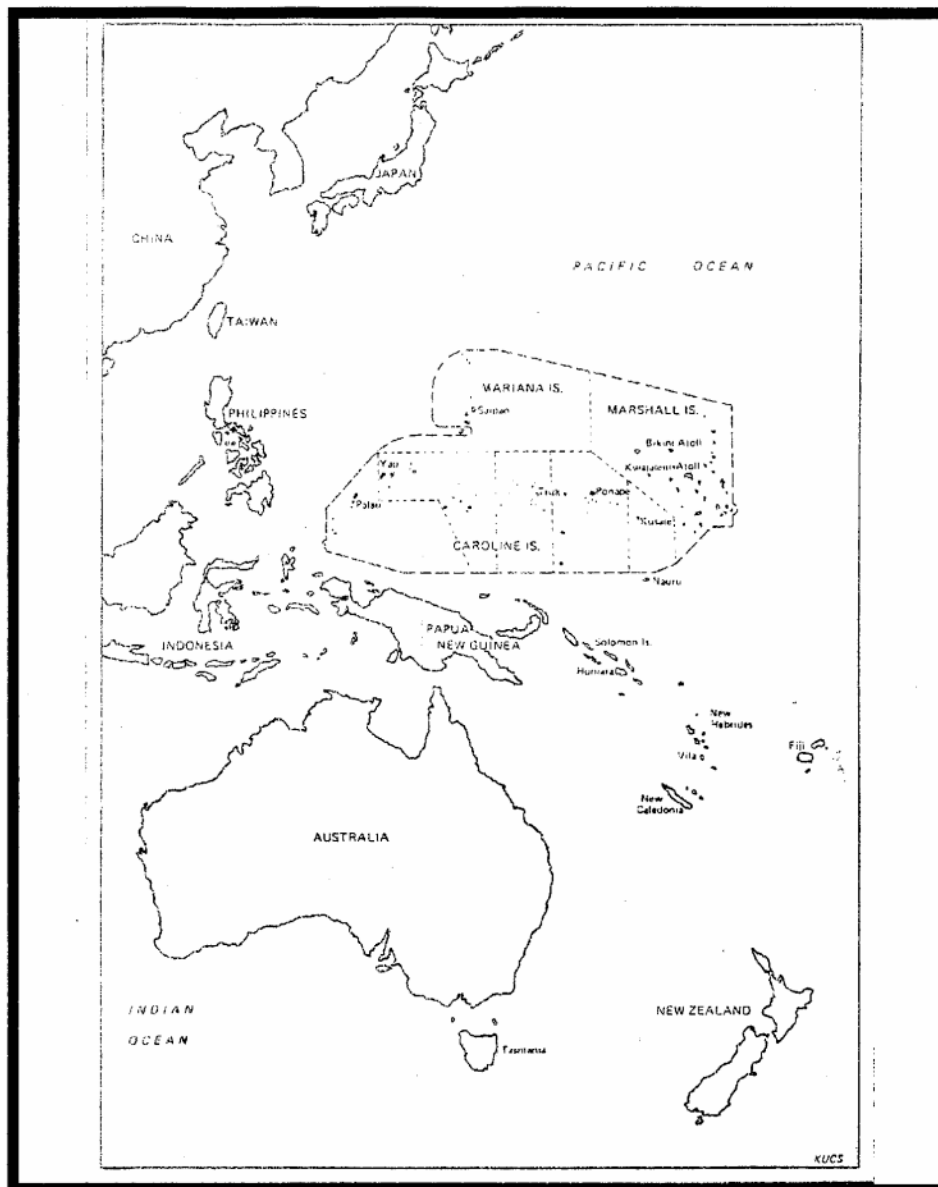 JAPAN
CHINA
PACIFIC OCEAN
TAIWAN
MARIANA IS.
Saipan
PHILIPPINES
MARSHALL IS.
Bikini Atoll
Yap
Kwajalein Atoll
Truk
Ponape
Palau
Kusaie
CAROLINE IS.
Nauru
PAPUA
NEW GUINEA
INDONESIA
Solomon Is.
Honiara
New
Hebrides
Fiji
Vila
New
Caledonia
AUSTRALIA
INDIAN
OCEAN
NEW ZEALAND
Tasmania
KUCS